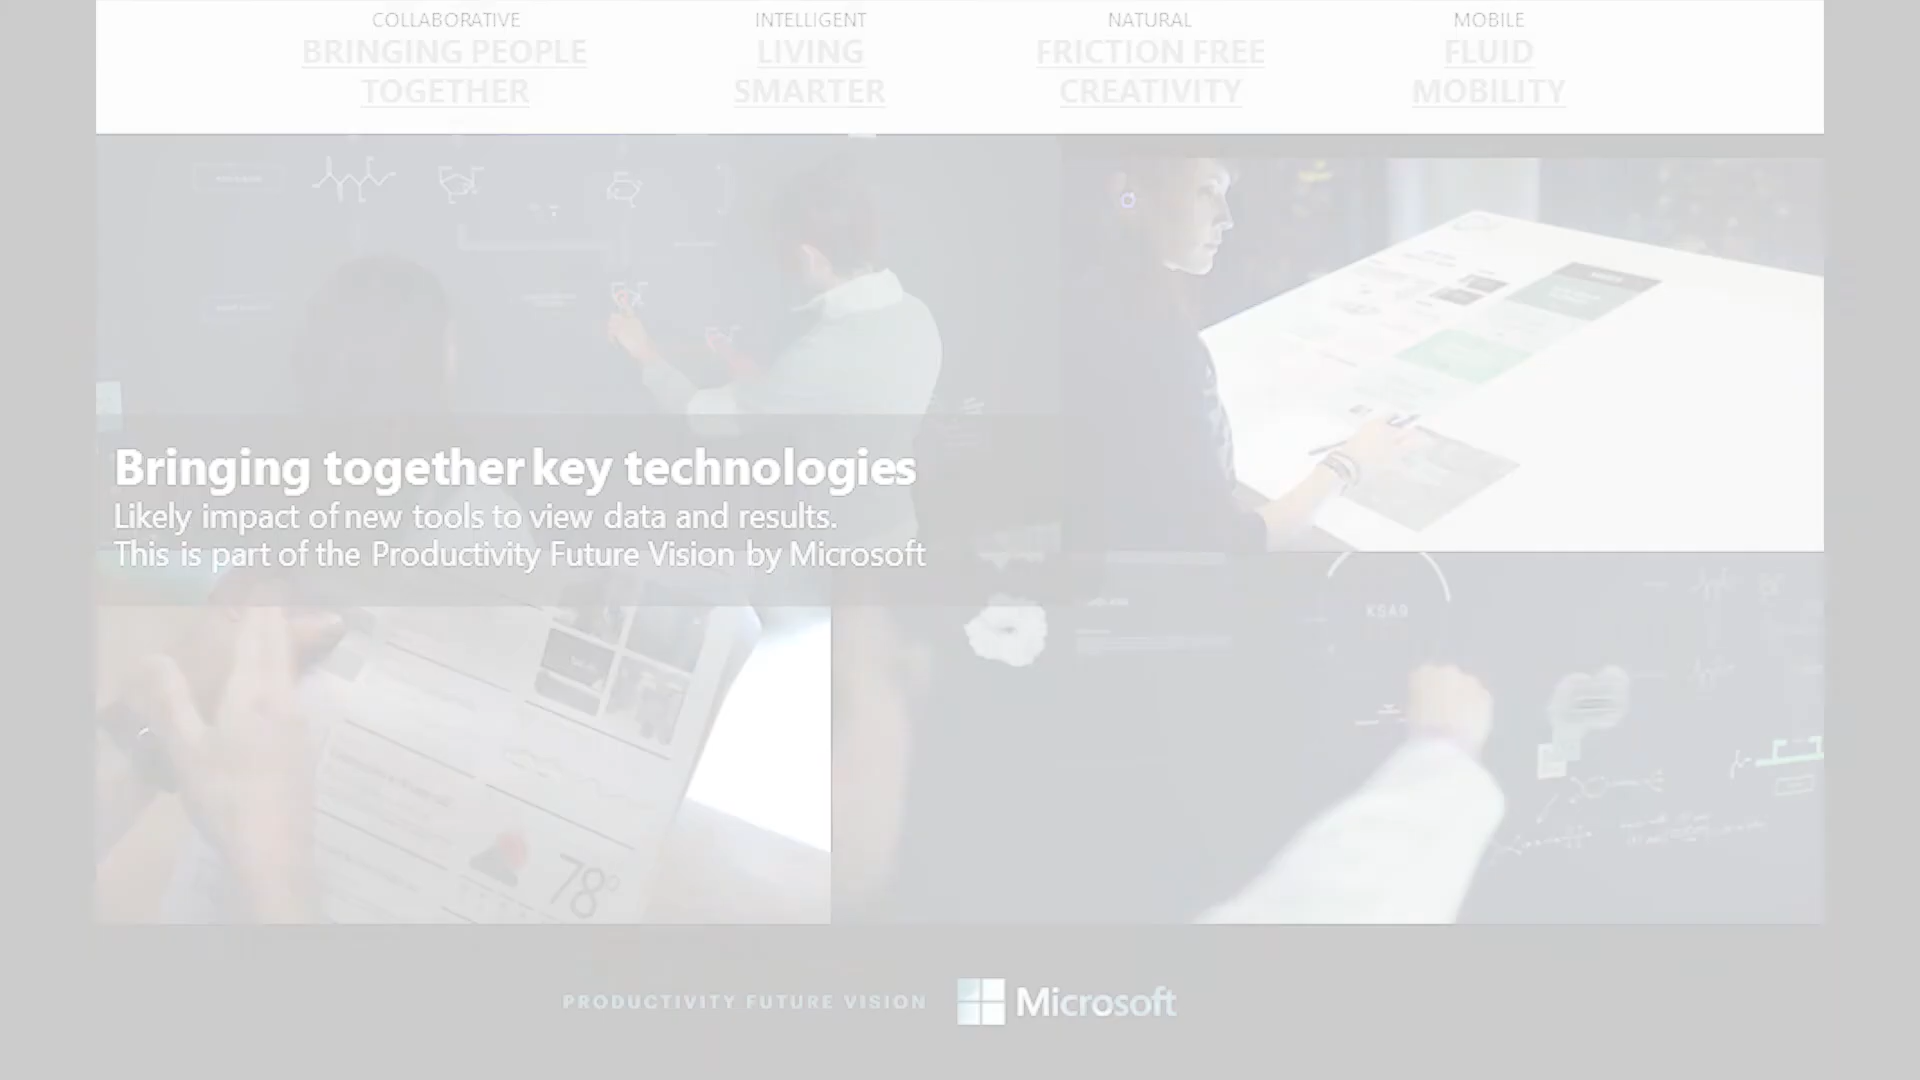 COLLABORATIVE
BRINGING PEOPLE
TOGETHER
INTELLIGENT
LIVING
SMARTER
NATURAL
FRICTION FREE
CREATIVITY
MOBILE
FLUID
MOBILITY
Bringing together key technologies
Likely impact of new tools to view data and results.
This is part of the Productivity Future Vision by Microsoft
KSA9
78°
PRODUCTIVITY FUTURE VISION
Microsoft